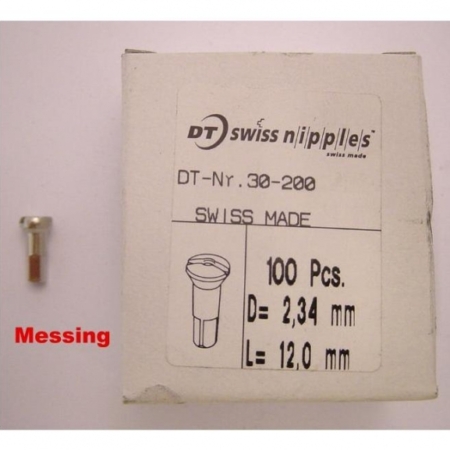 DT swiss nipples™
swiss made
DT-Nr.30-200
SWISS MADE
100 Pcs.
D= 2,34 mm
L= 12,0 mm
Messing